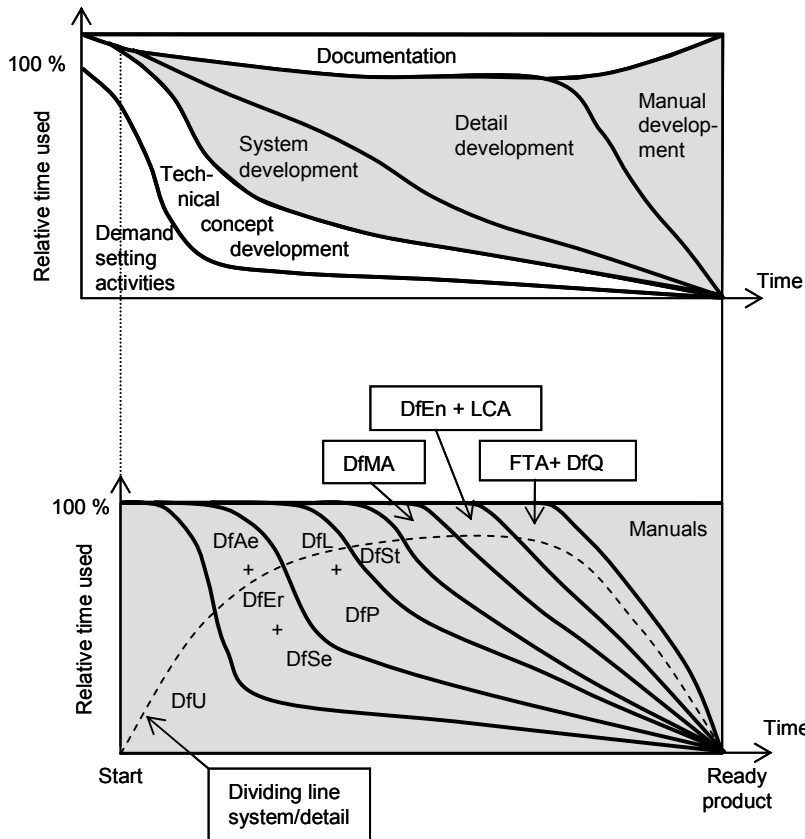 Documentation
100 %
Manual
develop-
ment
Detail
development
System
development
Tech-
nical
concept
development
Demand
setting
activities
Relative time used
Time
DfEn + LCA
DfMA
FTA+ DfQ
100 %
Manuals
DfAe
+
DfEr
+
DfSe
DfL
+
DfP
DfSt
DfU
Relative time used
Time
Start
Ready
product
Dividing line
system/detail